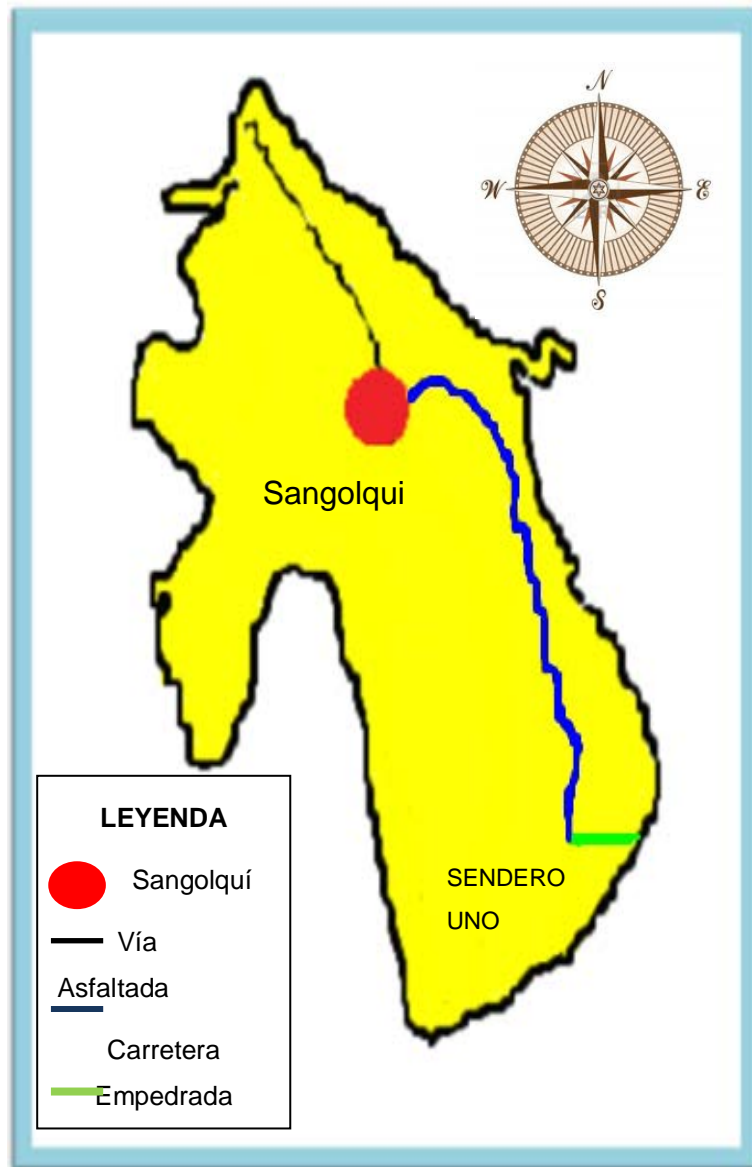 N
W E
S
Sangolqui
SENDERO
UNO
LEYENDA
Sangolquí
Vía
Asfaltada
Carretera
Empedrada